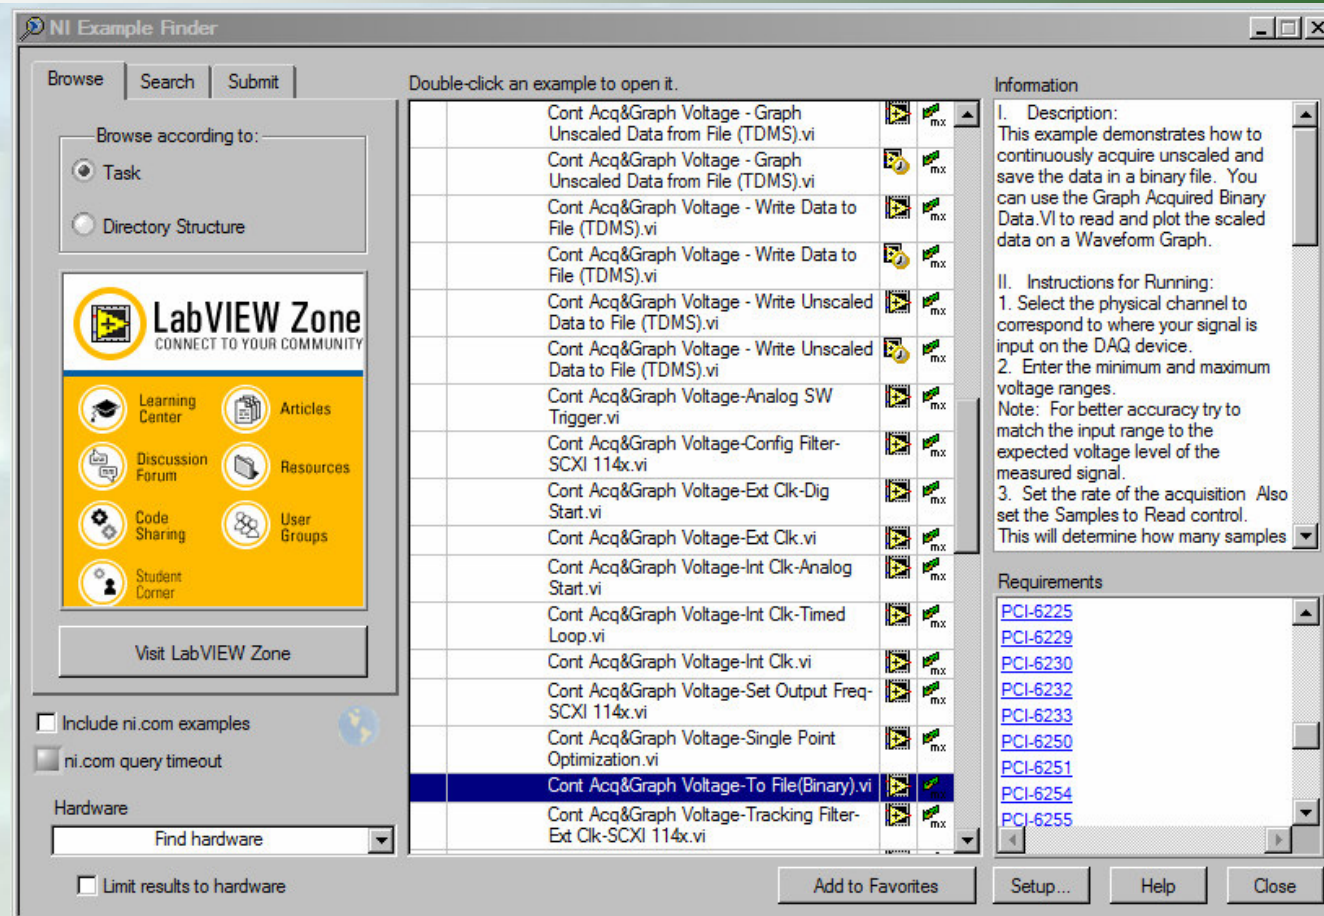 NI Example Finder
Browse
Search
Submit
Browse according to:
Task
Directory Structure
LabVIEW Zone
CONNECT TO YOUR COMMUNITY
Learning
Center
Articles
Discussion
Forum
Resources
Code
Sharing
User
Groups
Student
Corner
Visit LabVIEW Zone
Include ni.com examples
ni.com query timeout
Hardware
Find hardware
Limit results to hardware
Double-click an example to open it.
Cont Acq&Graph Voltage - Graph
Unscaled Data from File (TDMS).vi
mx
Cont Acq&Graph Voltage - Graph
Unscaled Data from File (TDMS).vi
mx
Cont Acq&Graph Voltage - Write Data to
File (TDMS).vi
mx
Cont Acq&Graph Voltage - Write Data to
File (TDMS).vi
mx
Cont Acq&Graph Voltage - Write Unscaled
Data to File (TDMS).vi
mx
Cont Acq&Graph Voltage - Write Unscaled
Data to File (TDMS).vi
mx
Cont Acq&Graph Voltage-Analog SW
Trigger.vi
mx
Cont Acq&Graph Voltage-Config Filter-
SCXI 114x.vi
mx
Cont Acq&Graph Voltage-Ext Clk-Dig
Start.vi
mx
Cont Acq&Graph Voltage-Ext Clk.vi
mx
Cont Acq&Graph Voltage-Int Clk-Analog
Start.vi
mx
Cont Acq&Graph Voltage-Int Clk-Timed
Loop.vi
mx
Cont Acq&Graph Voltage-Int Clk.vi
mx
Cont Acq&Graph Voltage-Set Output Freq-
SCXI 114x.vi
mx
Cont Acq&Graph Voltage-Single Point
Optimization.vi
mx
Cont Acq&Graph Voltage-To File(Binary).vi
mx
Cont Acq&Graph Voltage-Tracking Filter-
Ext Clk-SCXI 114x.vi
mx
Information
I. Description:
This example demonstrates how to
continuously acquire unscaled and
save the data in a binary file. You
can use the Graph Acquired Binary
Data.VI to read and plot the scaled
data on a Waveform Graph.
II. Instructions for Running:
1. Select the physical channel to
correspond to where your signal is
input on the DAQ device.
2. Enter the minimum and maximum
voltage ranges.
Note: For better accuracy try to
match the input range to the
expected voltage level of the
measured signal.
3. Set the rate of the acquisition Also
set the Samples to Read control.
This will determine how many samples
Requirements
PCI-6225
PCI-6229
PCI-6230
PCI-6232
PCI-6233
PCI-6250
PCI-6251
PCI-6254
PCI-6255
Add to Favorites
Setup...
Help
Close